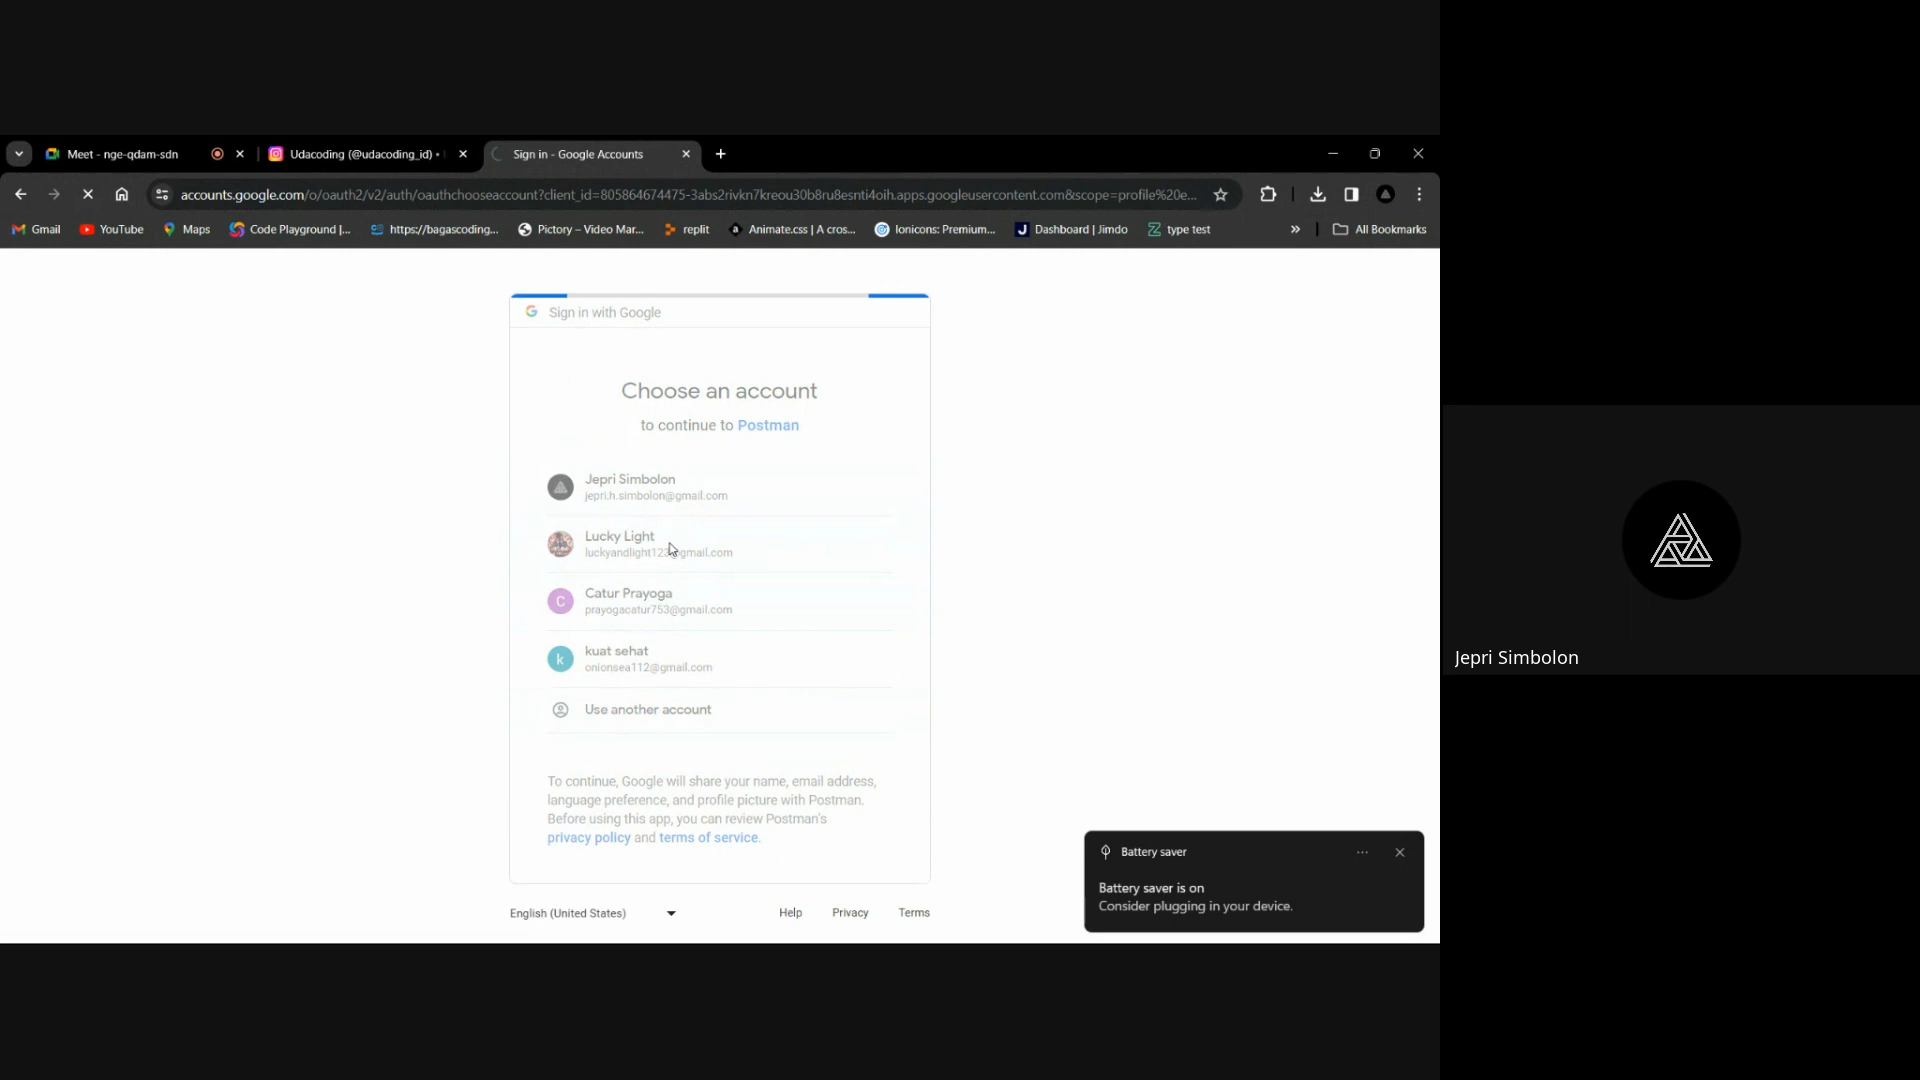 Meet - nge-qdam-sdn
Udacoding (@udacoding_id) •
Sign in - Google Accounts
accounts.google.com/o/oauth2/v2/auth/oauthchooseaccount?client_id=805864674475-3abs2rivkn7kreou30b8ru8esnti4oih.apps.googleusercontent.com&scope=profile%20e...
Gmail
YouTube
Maps
Code Playground |...
https://bagascoding...
Pictory – Video Mar...
replit
Animate.css | A cros...
Ionicons: Premium...
Dashboard | Jimdo
type test
»
All Bookmarks
Sign in with Google
Choose an account
to continue to Postman
Jepri Simbolon
jepri.h.simbolon@gmail.com
Lucky Light
luckyandlight123@gmail.com
C
Catur Prayoga
prayogacatur753@gmail.com
k
kuat sehat
onionsea112@gmail.com
Use another account
To continue, Google will share your name, email address,
language preference, and profile picture with Postman.
Before using this app, you can review Postman's
privacy policy and terms of service.
English (United States)
Help
Privacy
Terms
Battery saver
Battery saver is on
Consider plugging in your device.
Jepri Simbolon